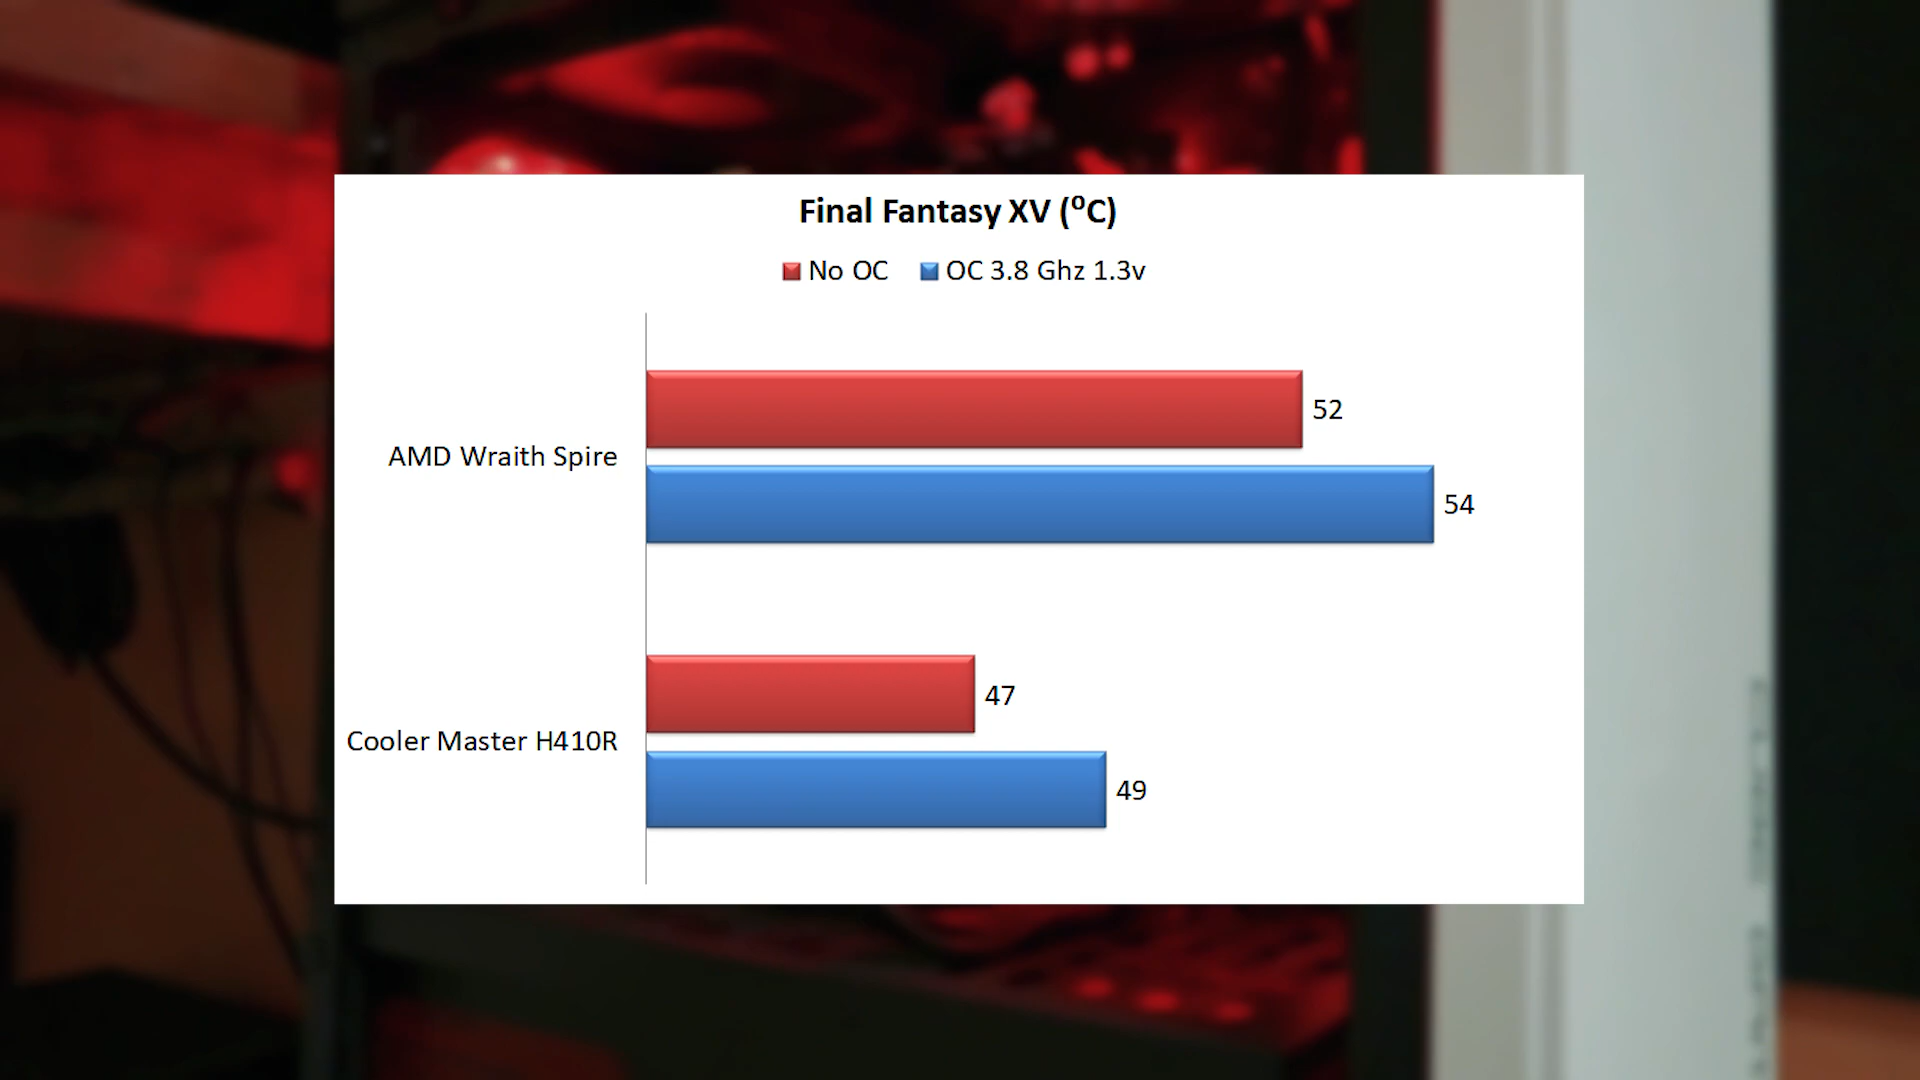 Final Fantasy XV (⁰C)
No OC OC 3.8 Ghz 1.3v
52
AMD Wraith Spire
54
47
Cooler Master H410R
49